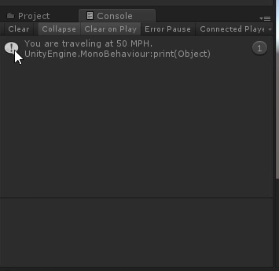 Project
Console
Clear
Collapse
Clear on Play
Error Pause
Connected Playe
You are traveling at 50 MPH.
UnityEngine.MonoBehaviour:print(Object)
1